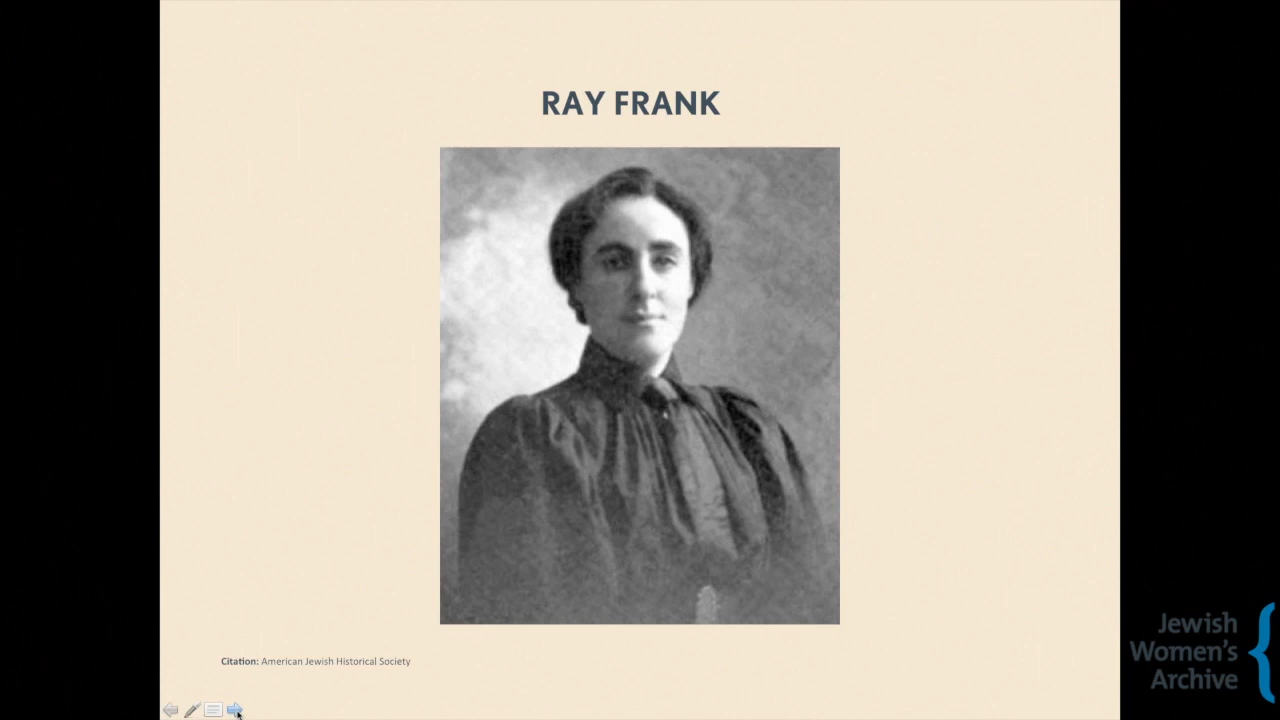 RAY FRANK
Citation: American Jewish Historical Society
Jewish
Women's
Archive